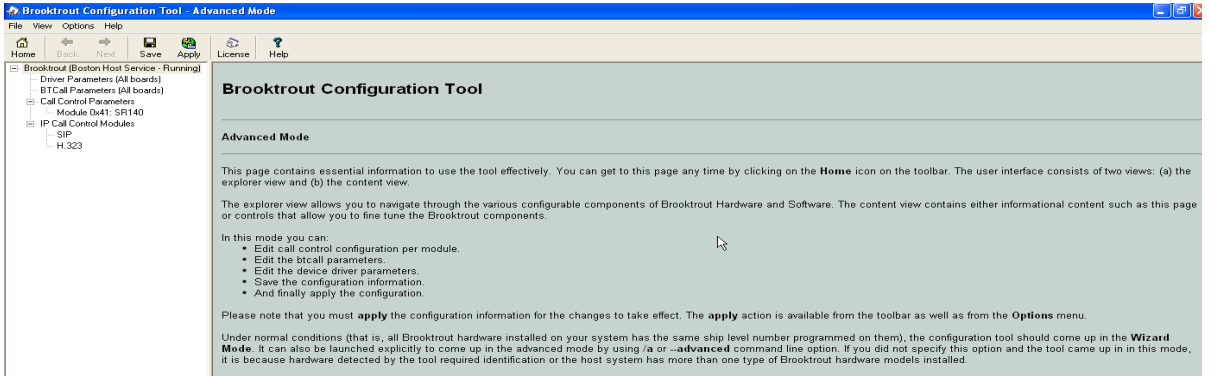 Brooktrout Configuration Tool - Advanced Mode
File View Options Help
Home Back Next Save Apply License Help
Brooktrout (Boston Host Service - Running)
Driver Parameters (All boards)
BTCall Parameters (All boards)
Call Control Parameters
Module 0x41: SR140
IP Call Control Modules
SIP
H.323
Brooktrout Configuration Tool
Advanced Mode
This page contains essential information to use the tool effectively. You can get to this page any time by clicking on the Home icon on the toolbar. The user interface consists of two views: (a) the
explorer view and (b) the content view.
The explorer view allows you to navigate through the various configurable components of Brooktrout Hardware and Software. The content view contains either informational content such as this page
or controls that allow you to fine tune the Brooktrout components.
In this mode you can:
• Edit call control configuration per module.
• Edit the btcall parameters.
• Edit the device driver parameters.
• Save the configuration information.
• And finally apply the configuration.
Please note that you must apply the configuration information for the changes to take effect. The apply action is available from the toolbar as well as from the Options menu.
Under normal conditions (that is, all Brooktrout hardware installed on your system has the same ship level number programmed on them), the configuration tool should come up in the Wizard
Mode. It can also be launched explicitly to come up in the advanced mode by using /a or --advanced command line option. If you did not specify this option and the tool came up in in this mode,
it is because hardware detected by the tool required identification or the host system has more than one type of Brooktrout hardware models installed.